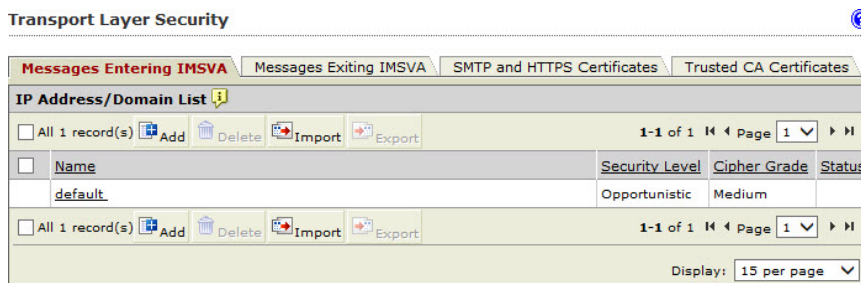 Transport Layer Security
Messages Entering IMSVA Messages Exiting IMSVA SMTP and HTTPS Certificates Trusted CA Certificates
IP Address/Domain List
All 1 record(s) Add Delete Import Export 1-1 of 1 Page 1
Name Security Level Cipher Grade Status
default Opportunistic Medium
All 1 record(s) Add Delete Import Export 1-1 of 1 Page 1
Display: 15 per page